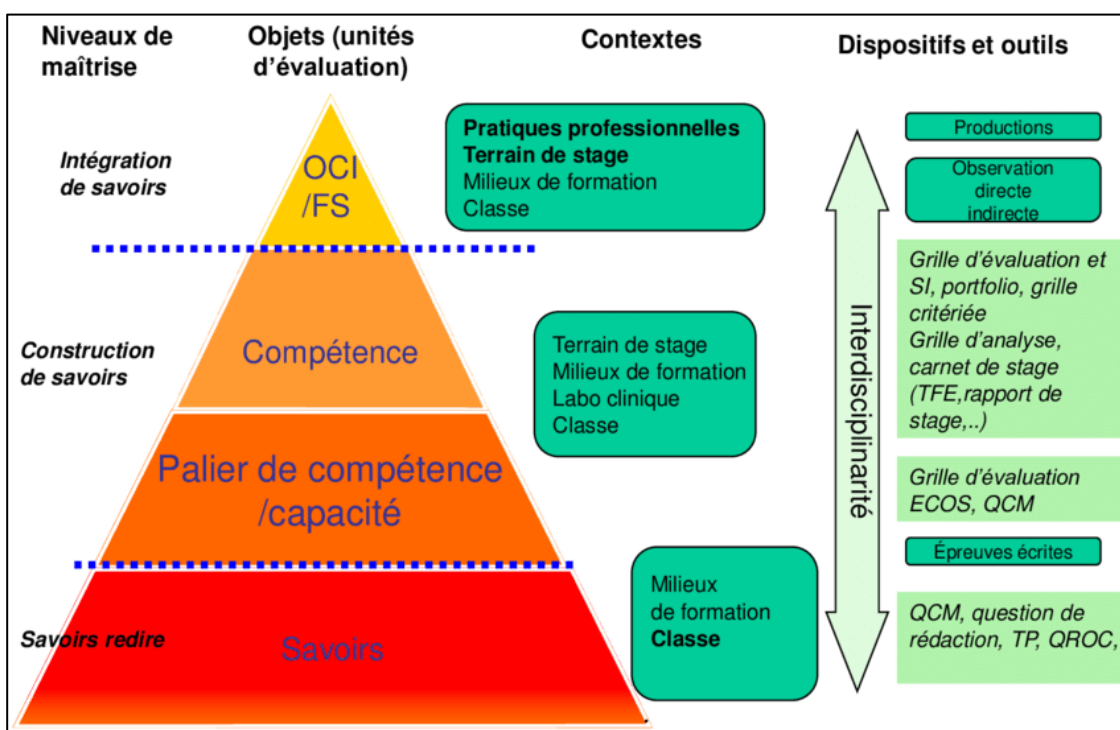 Niveaux de
maîtrise
Objets (unités
d'évaluation)
Contextes
Dispositifs et outils
Intégration
de savoirs
OCI
/FS
Pratiques professionnelles
Terrain de stage
Milieux de formation
Classe
Productions
Observation
directe
indirecte
Construction
de savoirs
Compétence
Terrain de stage
Milieux de formation
Labo clinique
Classe
Interdisciplinarité
Grille d'évaluation et
SI, portfolio, grille
critériée
Grille d'analyse,
carnet de stage
(TFE,rapport de
stage,..)
Palier de compétence
/capacité
Grille d'évaluation
ECOS, QCM
Épreuves écrites
Savoirs redire
Savoirs
Milieux
de formation
Classe
QCM, question de
rédaction, TP, QROC,